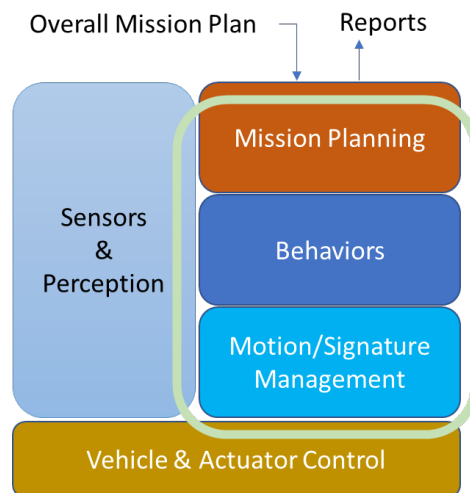 Overall Mission Plan
Reports
Mission Planning
Sensors
&
Perception
Behaviors
Motion/Signature
Management
Vehicle & Actuator Control